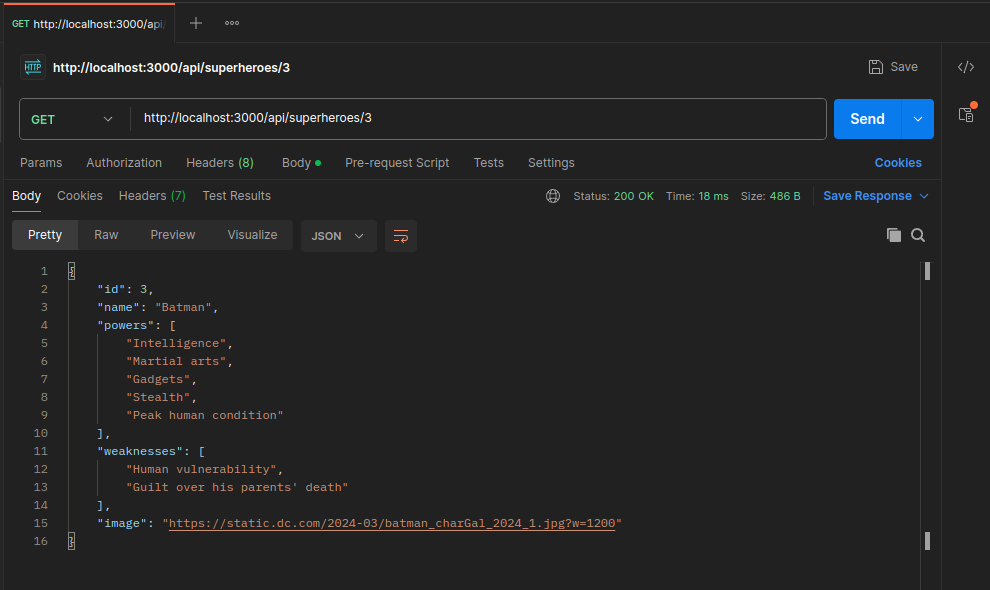 GET http://localhost:3000/api
HTTP http://localhost:3000/api/superheroes/3 Save
GET http://localhost:3000/api/superheroes/3 Send
Params Authorization Headers (8) Body Pre-request Script Tests Settings Cookies
Body Cookies Headers (7) Test Results Status: 200 OK Time: 18 ms Size: 486 B Save Response
Pretty Raw Preview Visualize JSON
1 {
2 "id": 3,
3 "name": "Batman",
4 "powers": [
5 "Intelligence",
6 "Martial arts",
7 "Gadgets",
8 "Stealth",
9 "Peak human condition"
10 ],
11 "weaknesses": [
12 "Human vulnerability",
13 "Guilt over his parents' death"
14 ],
15 "image": "https://static.dc.com/2024-03/batman_charGal_2024_1.jpg?w=1200"
16 }